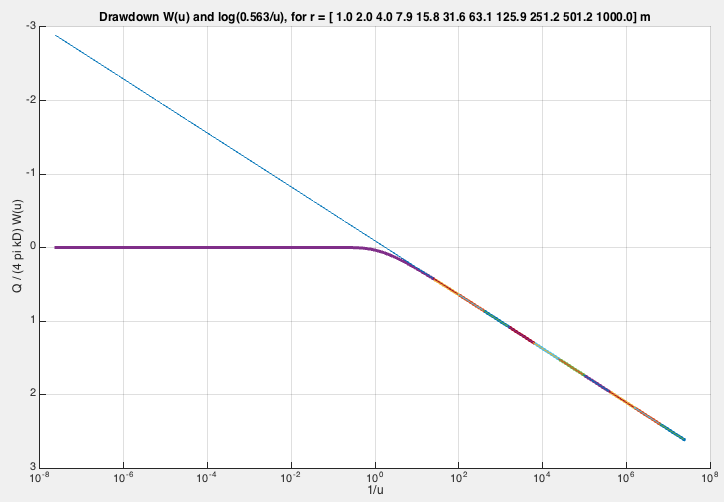 Drawdown W(u) and log(0.563/u), for r = [ 1.0 2.0 4.0 7.9 15.8 31.6 63.1 125.9 251.2 501.2 1000.0] m
-3
-2
-1
0
1
2
3
Q / (4 pi kD) W(u)
10^-8 10^-6 10^-4 10^-2 10^0 10^2 10^4 10^6 10^8
1/u